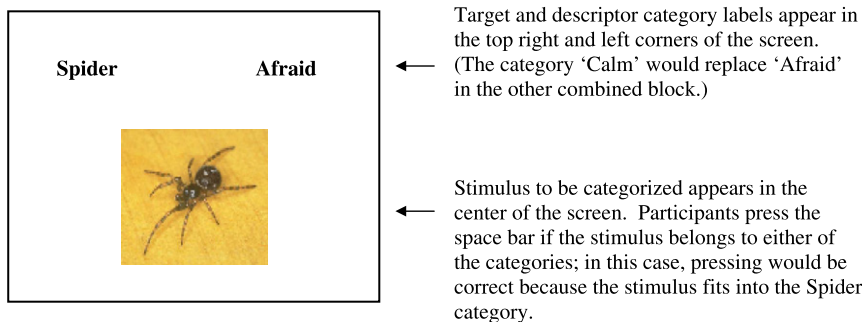 Spider Afraid
Target and descriptor category labels appear in
the top right and left corners of the screen.
(The category ‘Calm’ would replace ‘Afraid’
in the other combined block.)
Stimulus to be categorized appears in the
center of the screen.  Participants press the
space bar if the stimulus belongs to either of
the categories; in this case, pressing would be
correct because the stimulus fits into the Spider
category.